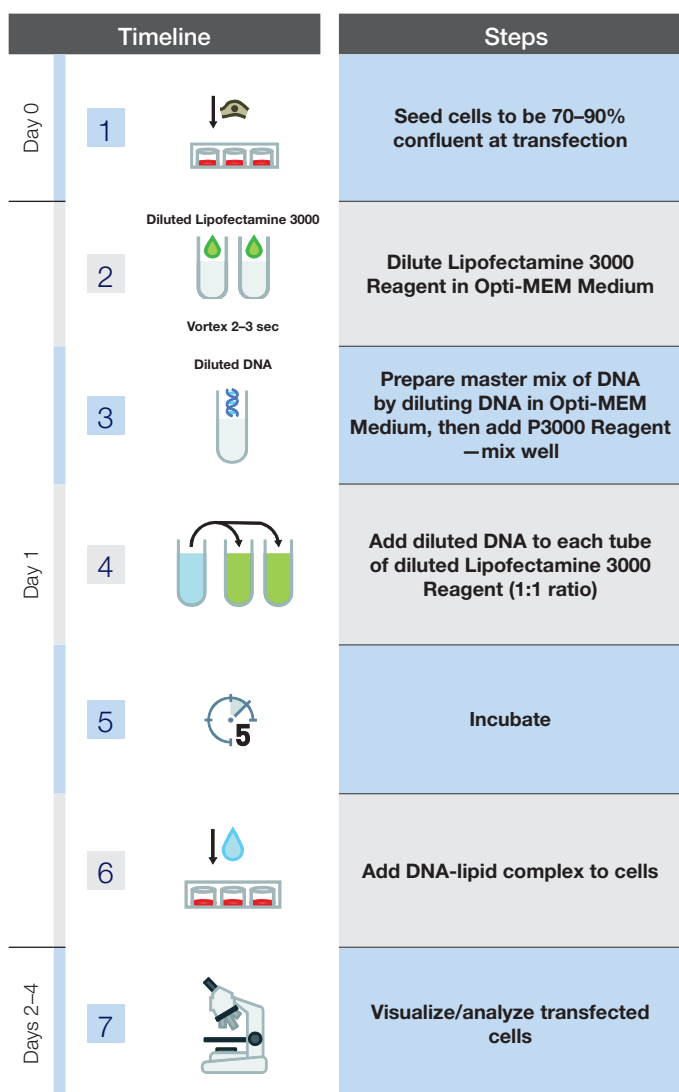 Timeline
Steps
Day 0
1
Seed cells to be 70–90%
confluent at transfection
Day 1
2
Diluted Lipofectamine 3000
Vortex 2–3 sec
Dilute Lipofectamine 3000
Reagent in Opti-MEM Medium
3
Diluted DNA
Prepare master mix of DNA
by diluting DNA in Opti-MEM
Medium, then add P3000 Reagent
—mix well
4
Add diluted DNA to each tube
of diluted Lipofectamine 3000
Reagent (1:1 ratio)
5
5
Incubate
6
Add DNA-lipid complex to cells
Days 2–4
7
Visualize/analyze transfected
cells